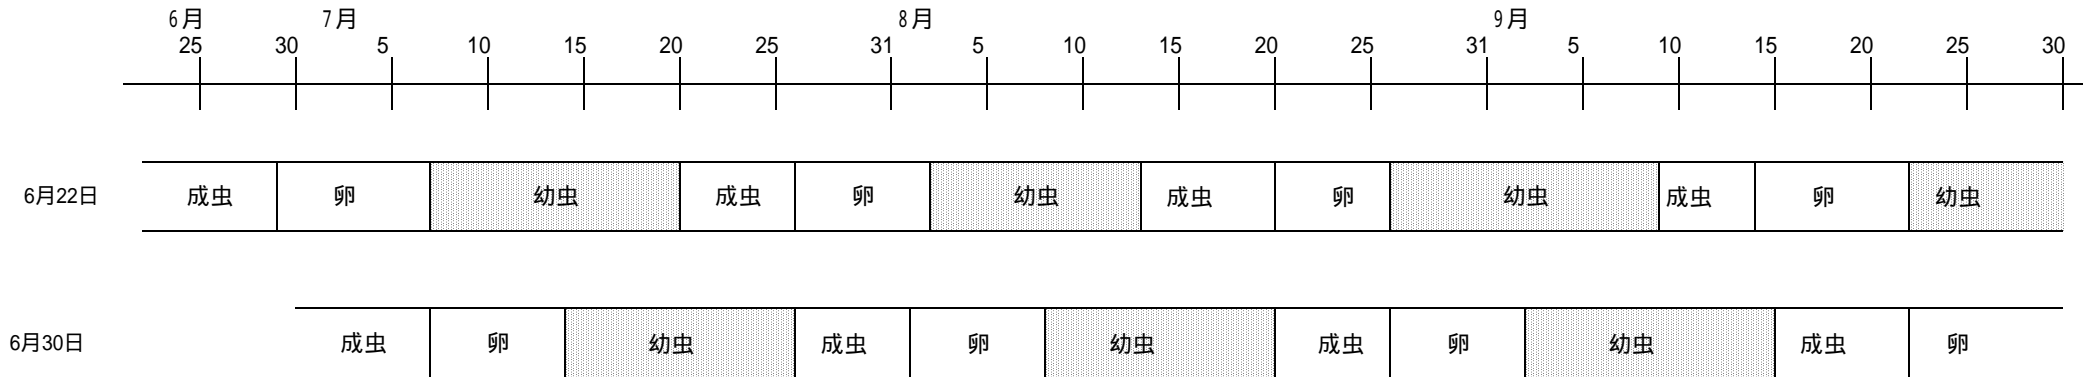 6月 7月 8月 9月
25 30 5 10 15 20 25 31 5 10 15 20 25 31 5 10 15 20 25 30
6月22日 成虫 卵 幼虫 成虫 卵 幼虫 成虫 卵 幼虫 成虫 卵 幼虫
6月30日 成虫 卵 幼虫 成虫 卵 幼虫 成虫 卵 幼虫 成虫 卵